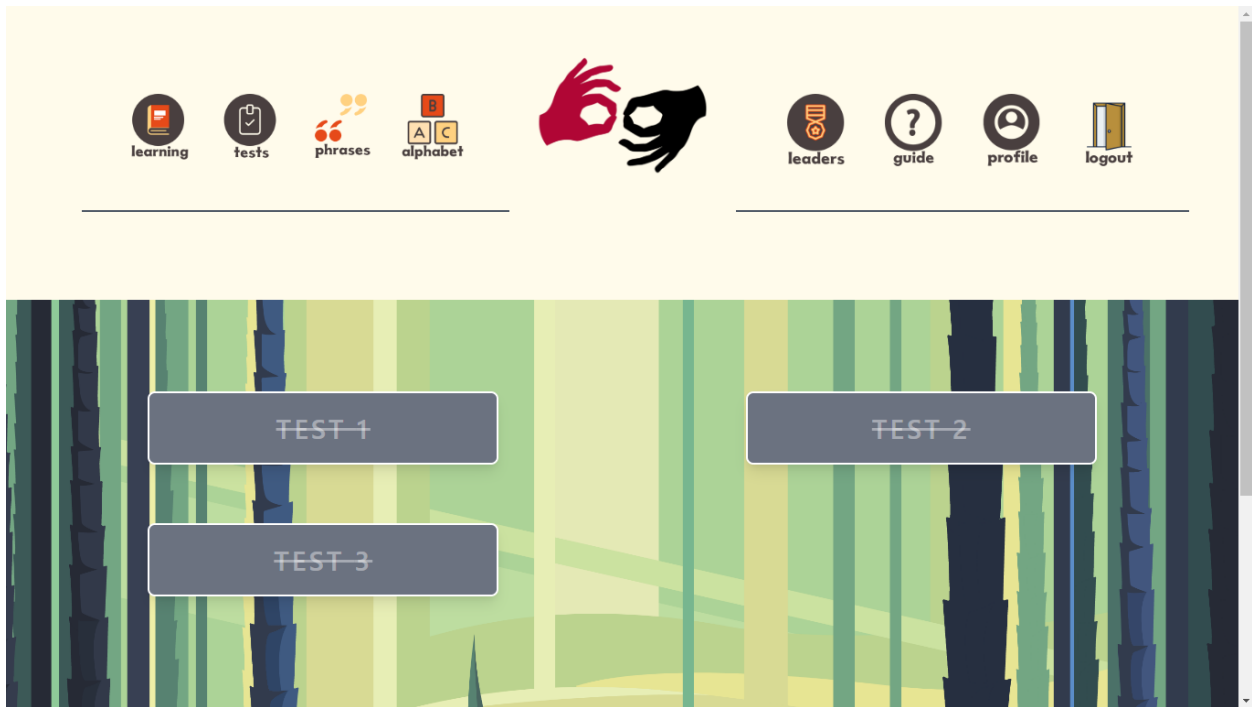 learning tests phrases alphabet leaders guide profile logout
B
A C
?
TEST 1 TEST 2
TEST 3